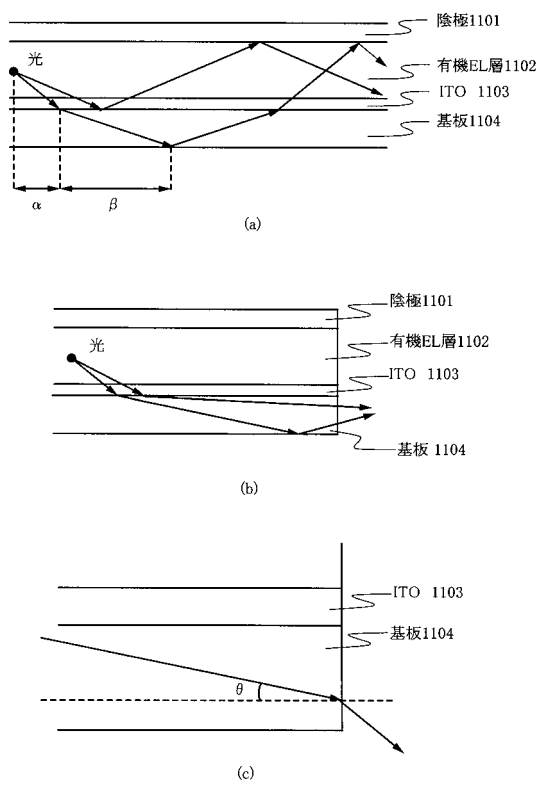 陰極1101
光
有機EL層1102
ITO 1103
基板1104
α
β
(a)
陰極1101
光
有機EL層1102
ITO 1103
基板 1104
(b)
ITO 1103
基板1104
θ
(c)